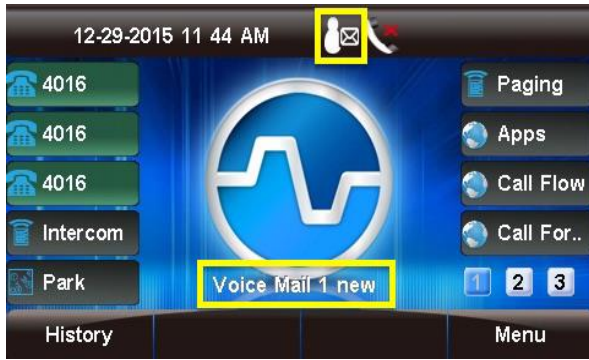 12-29-2015 11 44 AM
4016
Paging
4016
Apps
4016
Call Flow
Intercom
Call For..
Park
Voice Mail 1 new
1 2 3
History
Menu